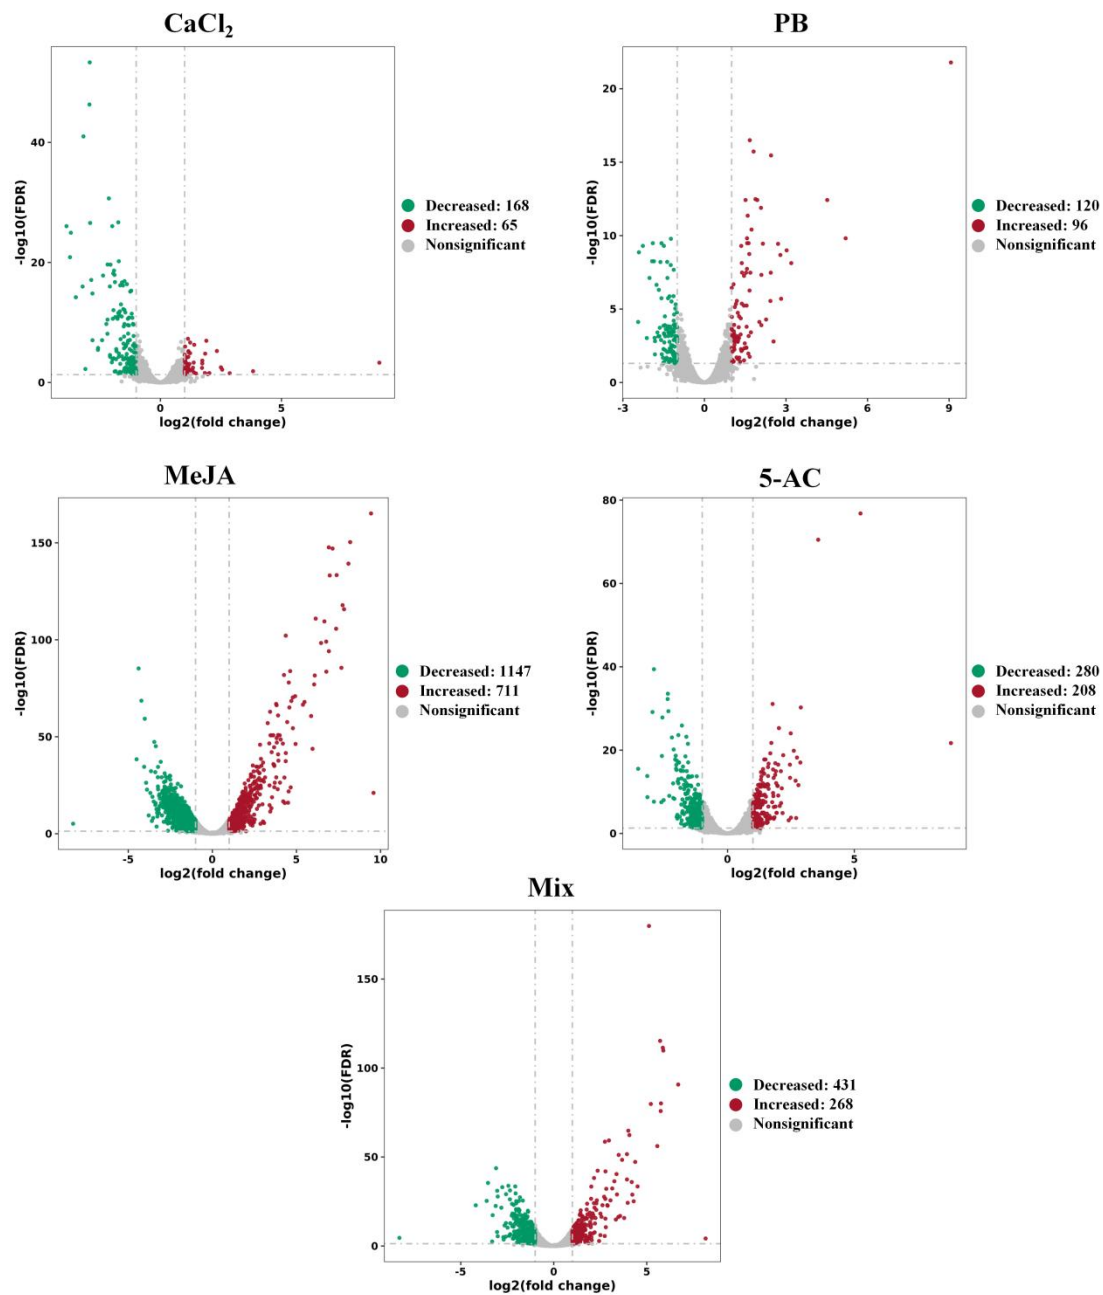 CaCl₂
-log10(FDR)
40
20
0
0
5
log2(fold change)
Decreased: 168
Increased: 65
Nonsignificant
PB
-log10(FDR)
20
15
10
5
0
-3
0
3
6
9
log2(fold change)
Decreased: 120
Increased: 96
Nonsignificant
MeJA
-log10(FDR)
150
100
50
0
-5
0
5
10
log2(fold change)
Decreased: 1147
Increased: 711
Nonsignificant
5-AC
-log10(FDR)
80
60
40
20
0
0
5
log2(fold change)
Decreased: 280
Increased: 208
Nonsignificant
Mix
-log10(FDR)
150
100
50
0
-5
0
5
log2(fold change)
Decreased: 431
Increased: 268
Nonsignificant